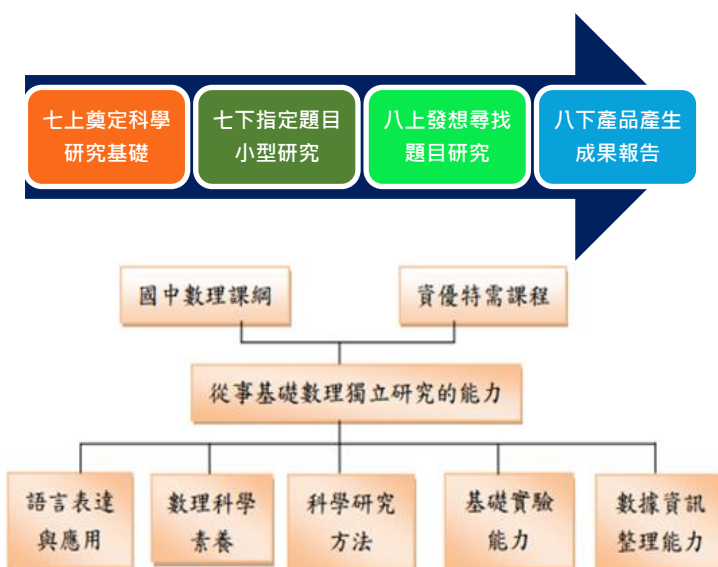 七上奠定科學
研究基礎
七下指定題目
小型研究
八上發想尋找
題目研究
八下產品產生
成果報告
國中數理課綱
資優特需課程
從事基礎數理獨立研究的能力
語言表達
與應用
數理科學
素養
科學研究
方法
基礎實驗
能力
數據資訊
整理能力